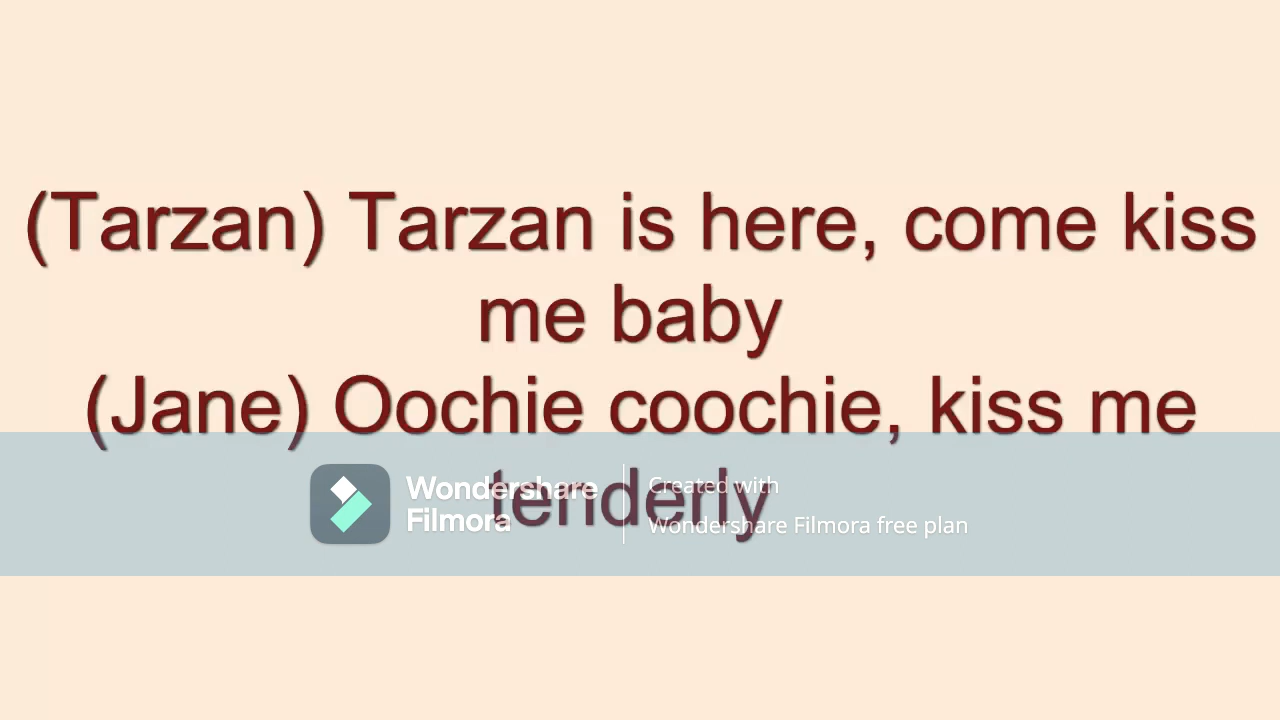 (Tarzan) Tarzan is here, come kiss
me baby
(Jane) Oochie coochie, kiss me
tenderly
Wondershare
Filmora
Created with
Wondershare Filmora free plan